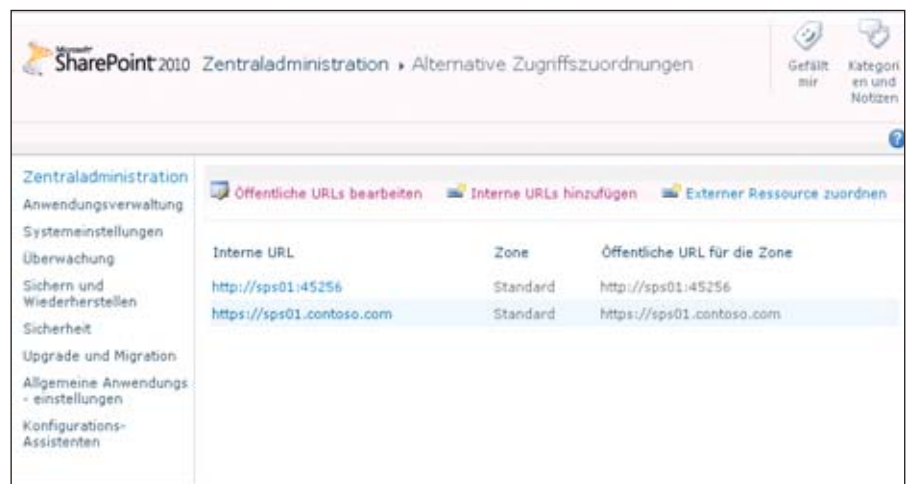 Microsoft
SharePoint 2010 Zentraladministration ▸ Alternative Zugriffszuordnungen
Gefällt
mir
Kategori
en und
Notizen
Zentraladministration
Anwendungsverwaltung
Systemeinstellungen
Überwachung
Sichern und
Wiederherstellen
Sicherheit
Upgrade und Migration
Allgemeine Anwendungs
- einstellungen
Konfigurations-
Assistenten
Öffentliche URLs bearbeiten Interne URLs hinzufügen Externer Ressource zuordnen
Interne URL Zone Öffentliche URL für die Zone
http://sps01:45256 Standard http://sps01:45256
https://sps01.contoso.com Standard https://sps01.contoso.com